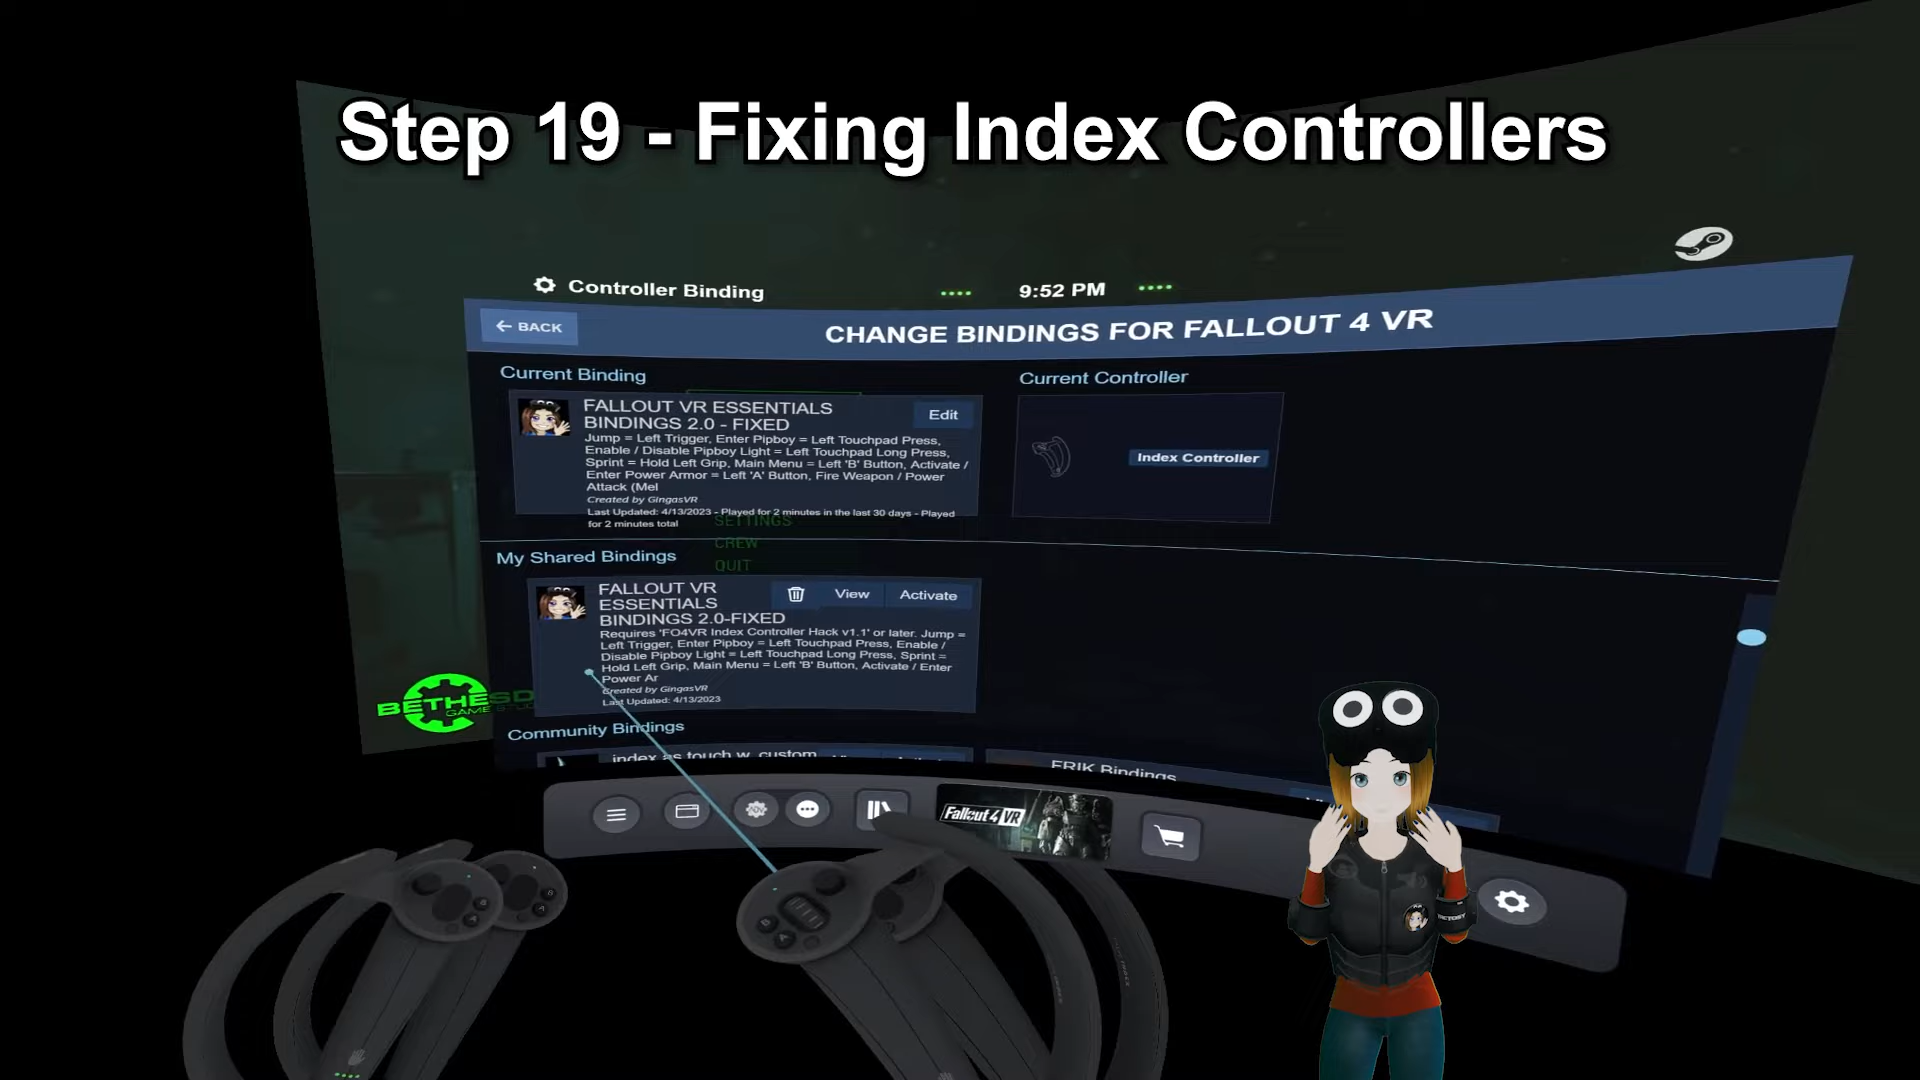 Step 19 - Fixing Index Controllers
Controller Binding
9:52 PM
BACK
CHANGE BINDINGS FOR FALLOUT 4 VR
Current Binding
Current Controller
FALLOUT VR ESSENTIALS
BINDINGS 2.0 - FIXED
Edit
Jump = Left Trigger, Enter Pipboy = Left Touchpad Press,
Enable / Disable Pipboy Light = Left Touchpad Long Press,
Sprint = Hold Left Grip, Main Menu = Left 'B' Button, Activate /
Enter Power Armor = Left 'A' Button, Fire Weapon / Power
Attack (Mel
Created by GingasVR
Last Updated: 4/13/2023 - Played for 2 minutes in the last 30 days - Played
for 2 minutes total
Index Controller
SETTINGS
CREW
QUIT
My Shared Bindings
FALLOUT VR
ESSENTIALS
BINDINGS 2.0-FIXED
View
Activate
Requires 'FO4VR Index Controller Hack v1.1' or later. Jump =
Left Trigger, Enter Pipboy = Left Touchpad Press, Enable /
Disable Pipboy Light = Left Touchpad Long Press, Sprint =
Hold Left Grip, Main Menu = Left 'B' Button, Activate / Enter
Power Ar
Created by GingasVR
Last Updated: 4/13/2023
BETHESD
GAME STUD
Community Bindings
index as touch w. custom
ERIK Bindings
Fallout 4 VR
B
A
B
A